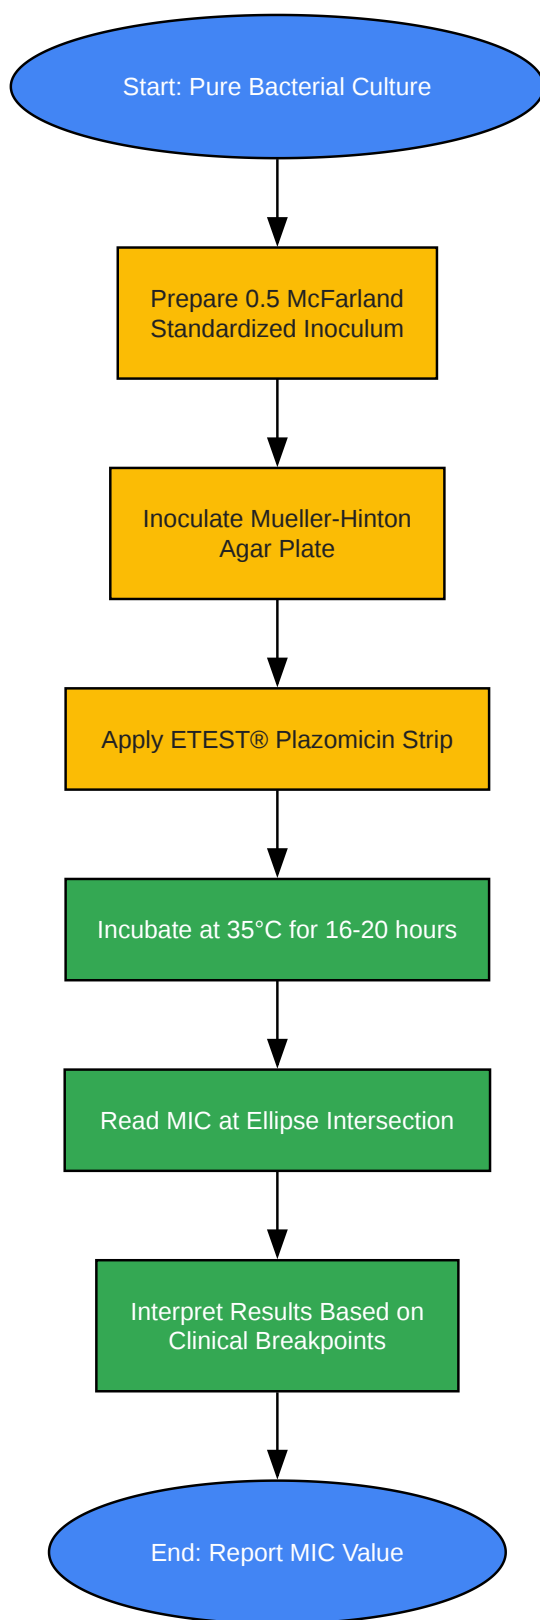 Start: Pure Bacterial Culture
Prepare 0.5 McFarland
Standardized Inoculum
Inoculate Mueller-Hinton
Agar Plate
Apply ETEST® Plazomicin Strip
Incubate at 35°C for 16-20 hours
Read MIC at Ellipse Intersection
Interpret Results Based on
Clinical Breakpoints
End: Report MIC Value